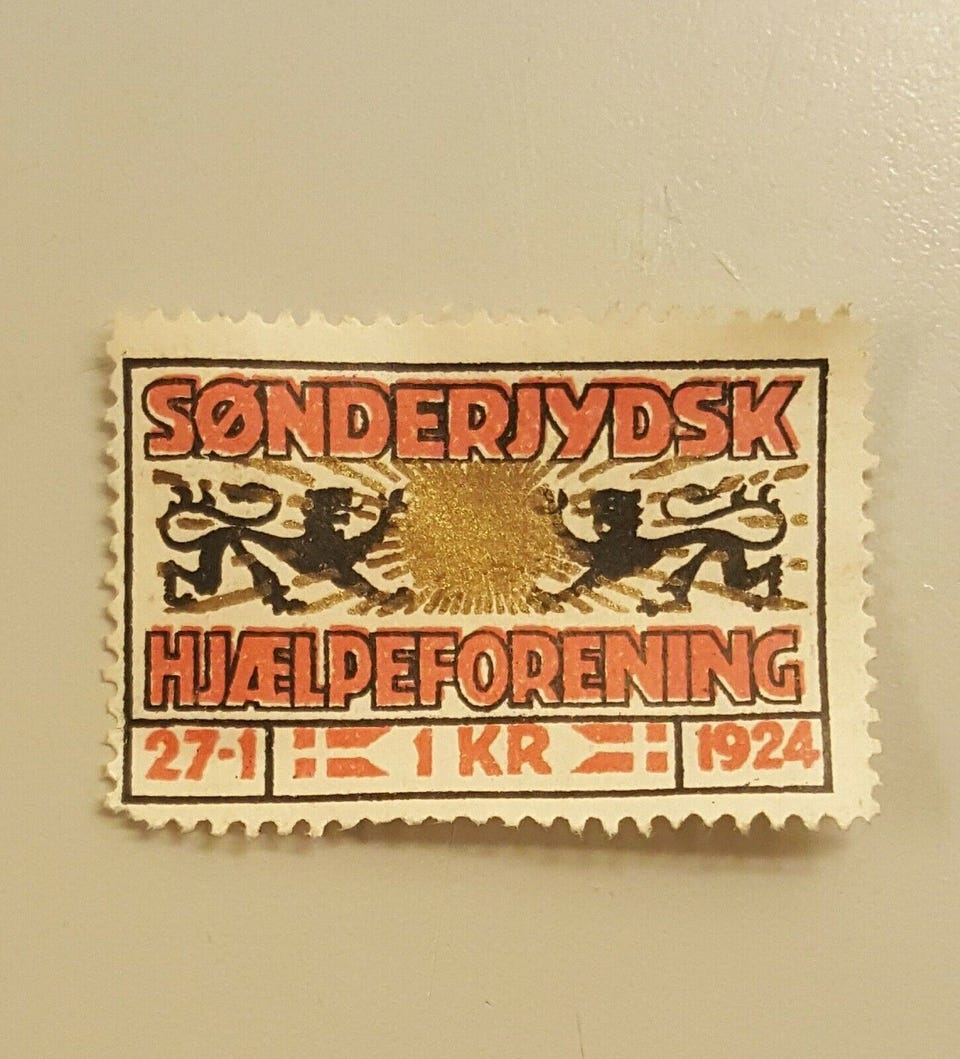 SØNDERJYDSK
HJÆLPEFORENING
27-1 1 KR 1924